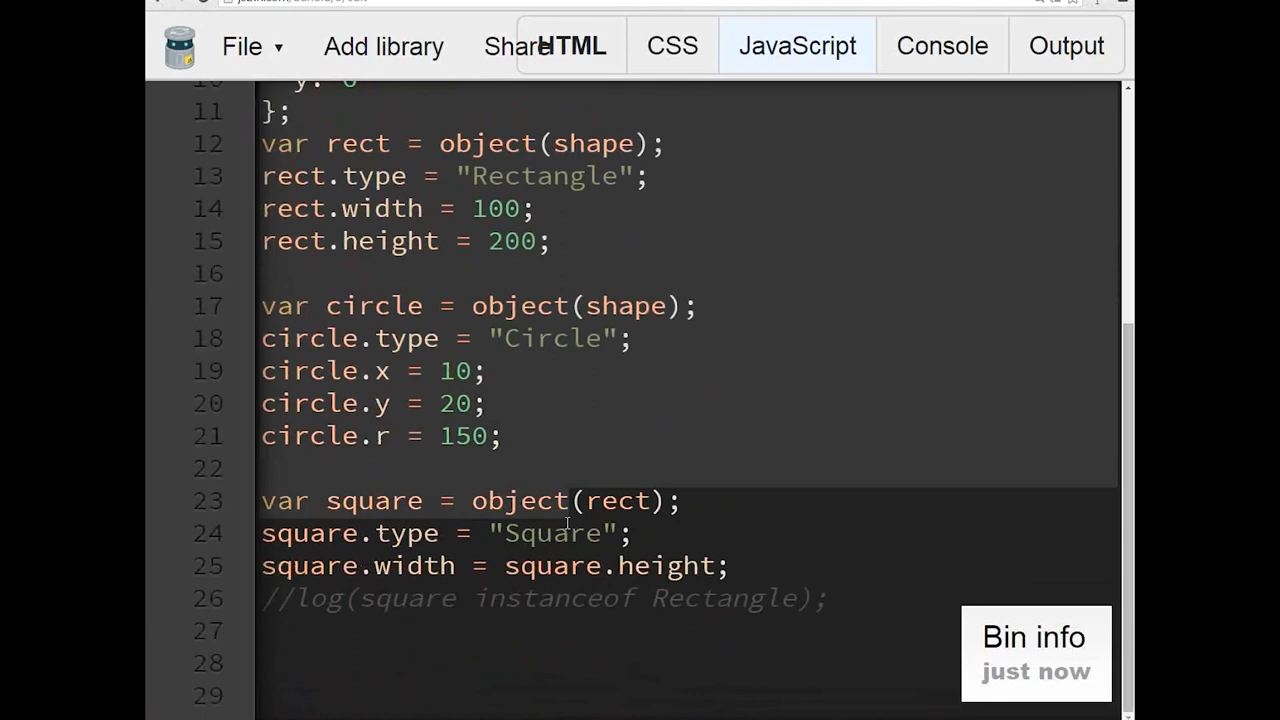 File ▾ Add library Share HTML CSS JavaScript Console Output
11 };
12 var rect = object(shape);
13 rect.type = "Rectangle";
14 rect.width = 100;
15 rect.height = 200;
16
17 var circle = object(shape);
18 circle.type = "Circle";
19 circle.x = 10;
20 circle.y = 20;
21 circle.r = 150;
22
23 var square = object(rect);
24 square.type = "Square";
25 square.width = square.height;
26 //log(square instanceof Rectangle);
27
28
29
Bin info
just now